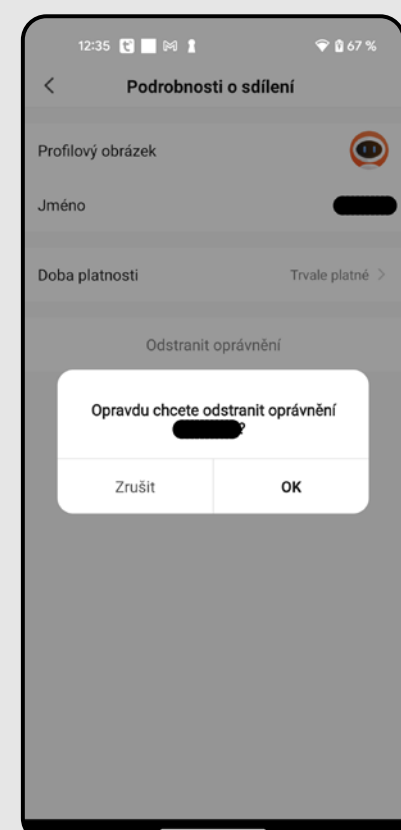 12:35
67 %
Podrobnosti o sdílení
Profilový obrázek
Jméno
Doba platnosti
Trvale platné
Odstranit oprávnění
Opravdu chcete odstranit oprávnění
?
Zrušit
OK